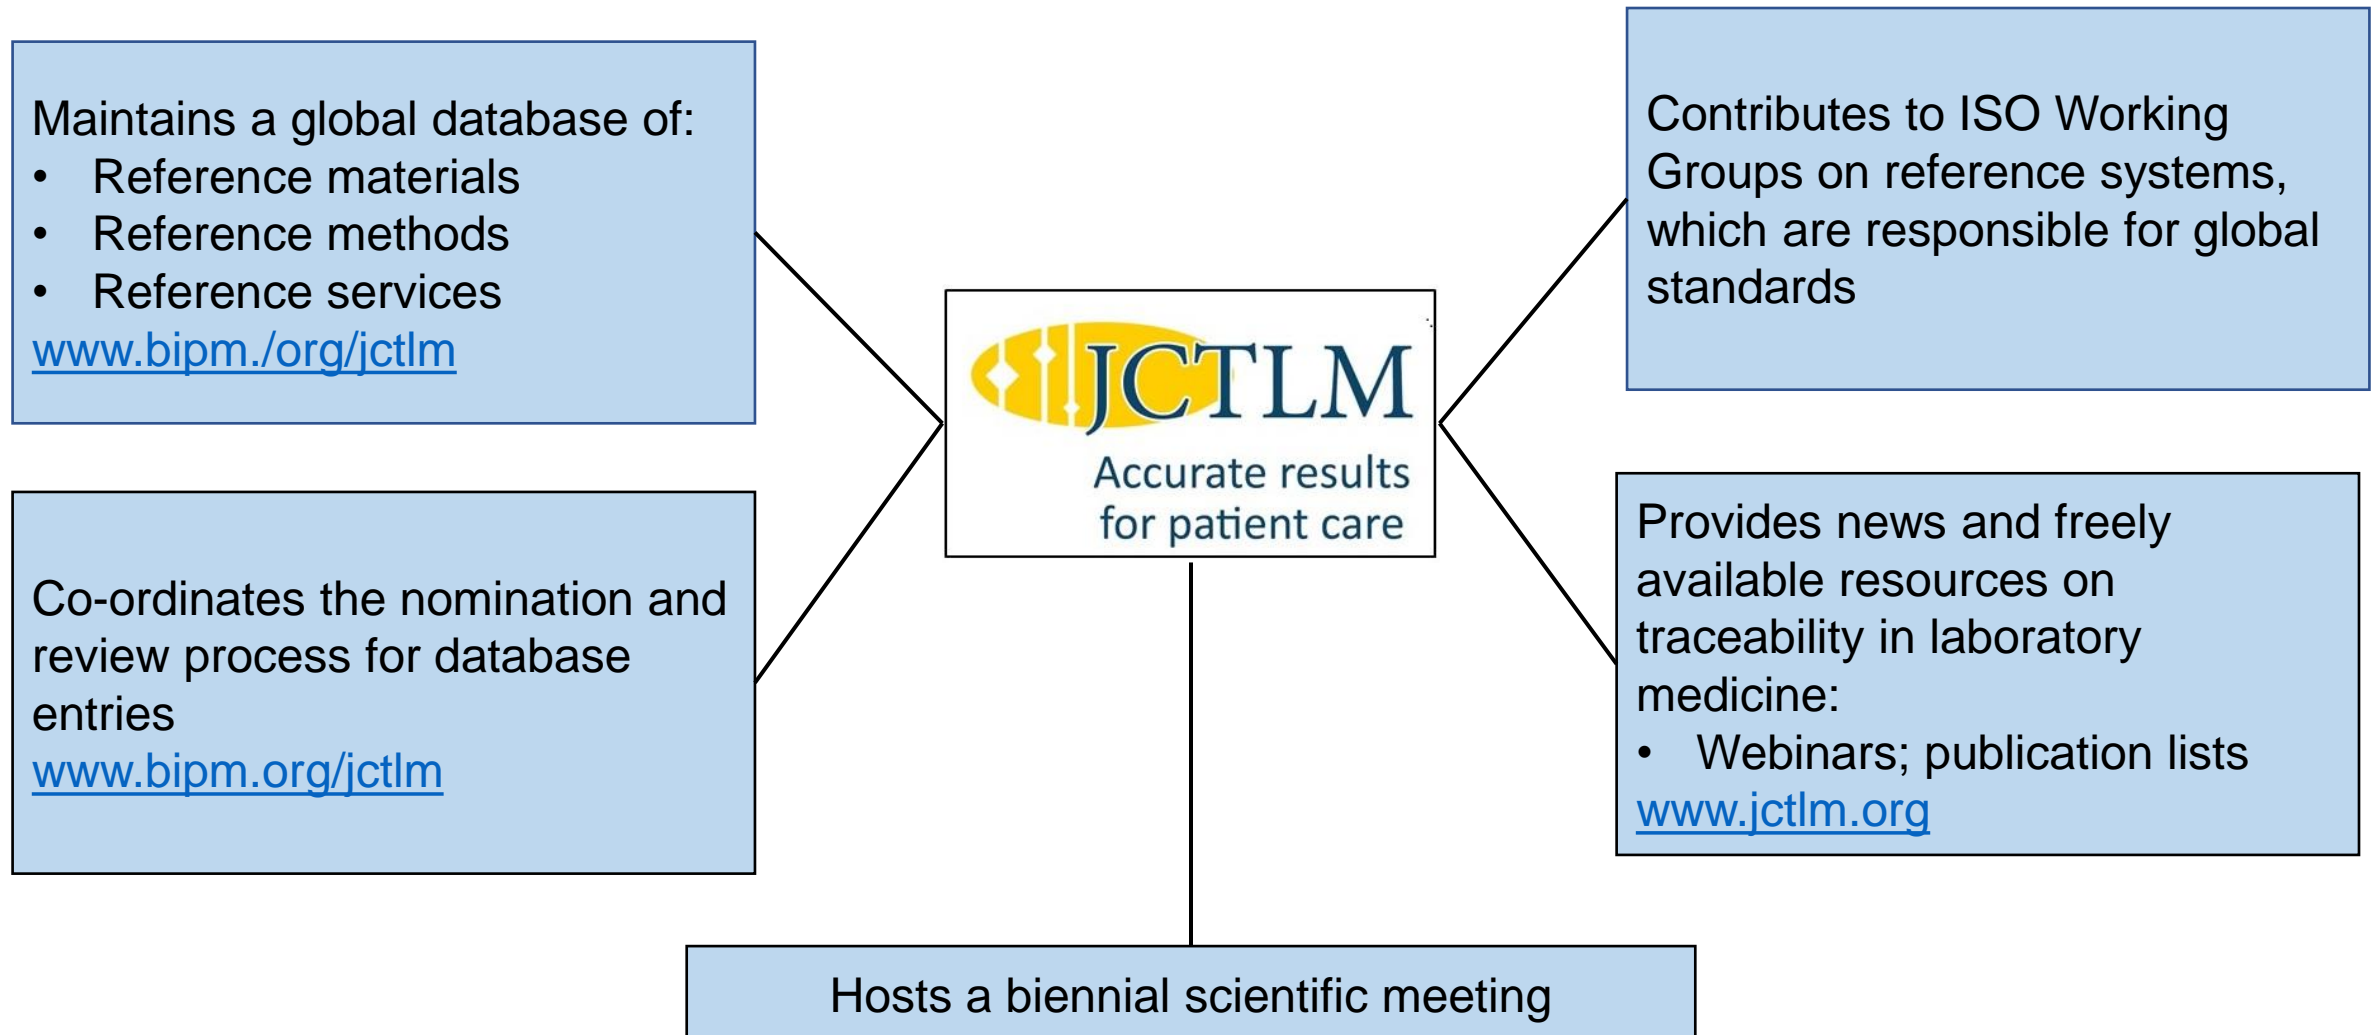 Maintains a global database of:
• Reference materials
• Reference methods
• Reference services
www.bipm./org/jctlm
Co-ordinates the nomination and
review process for database
entries
www.bipm.org/jctlm
JCTLM
Accurate results
for patient care
Contributes to ISO Working
Groups on reference systems,
which are responsible for global
standards
Provides news and freely
available resources on
traceability in laboratory
medicine:
• Webinars; publication lists
www.jctlm.org
Hosts a biennial scientific meeting